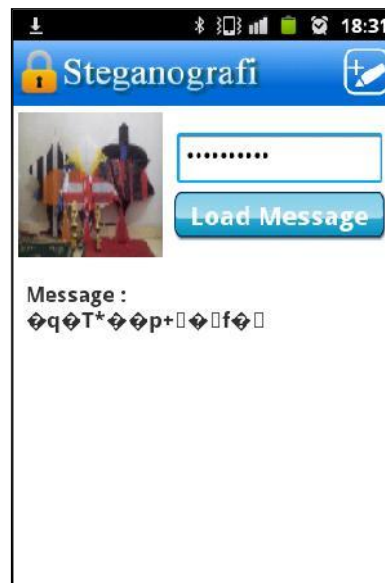 18:31
Steganografi
••••••••••
Load Message
Message :
�q�T*��p+▯�▯f�▯